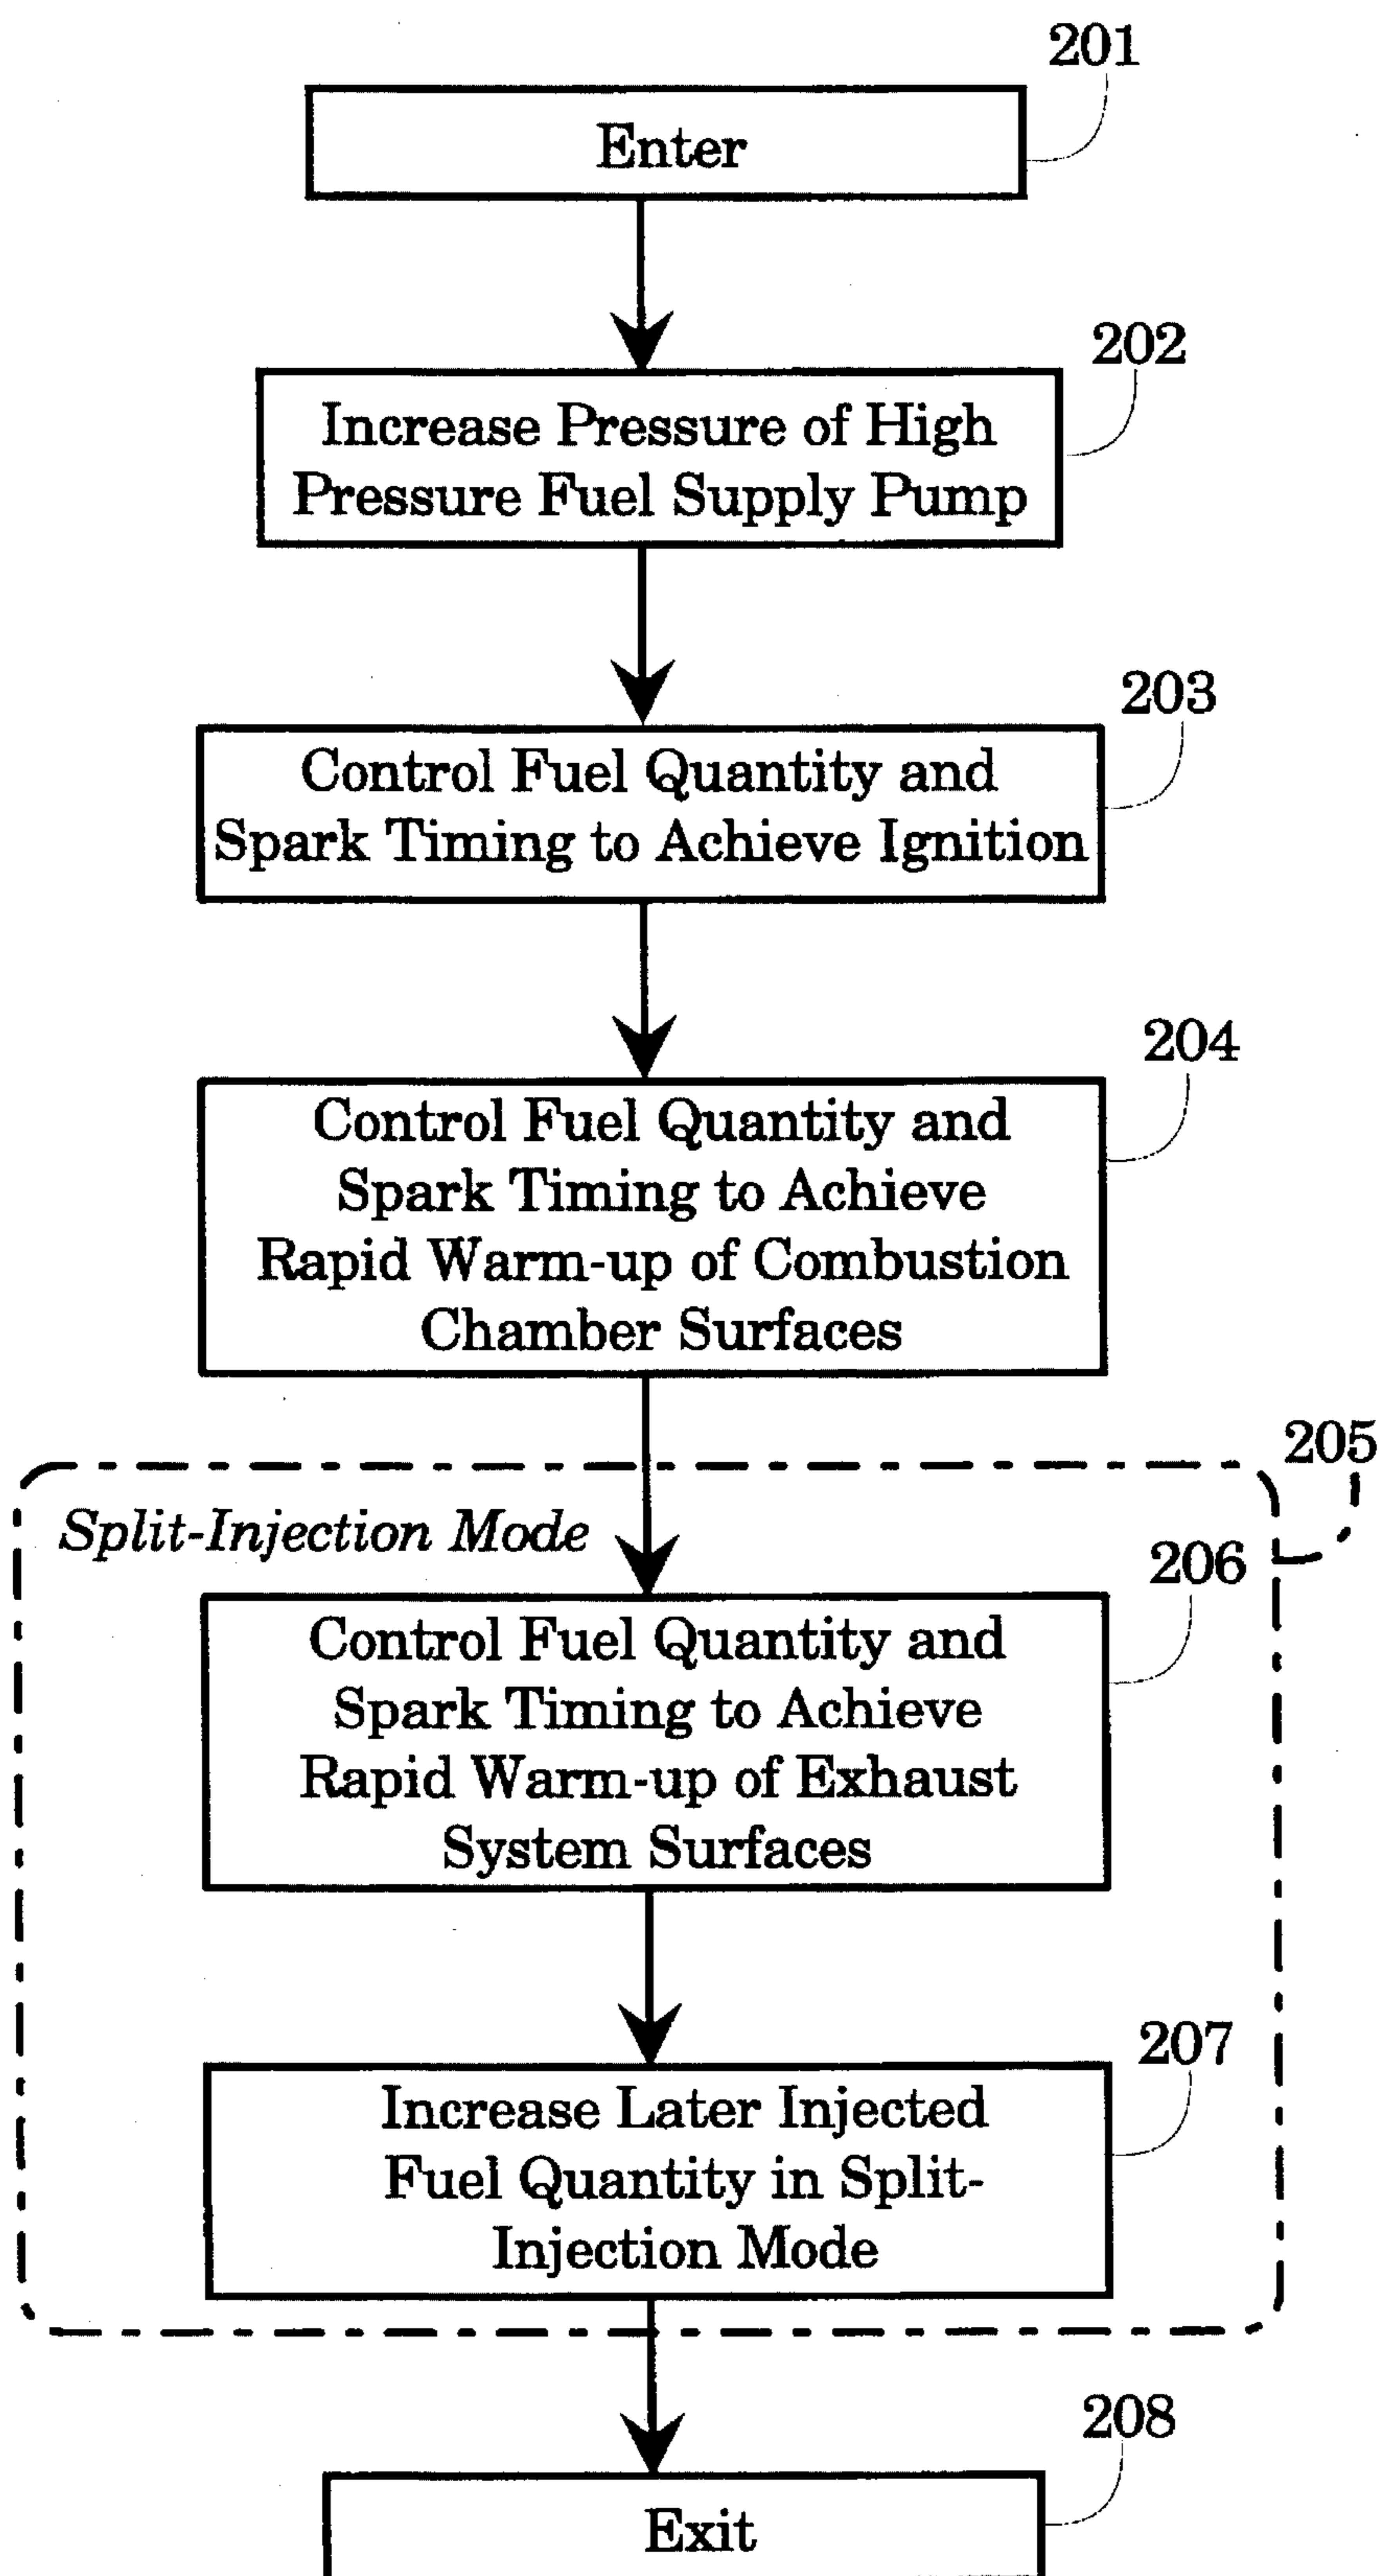 201
Enter
202
Increase Pressure of High
Pressure Fuel Supply Pump
203
Control Fuel Quantity and
Spark Timing to Achieve Ignition
204
Control Fuel Quantity and
Spark Timing to Achieve
Rapid Warm-up of Combustion
Chamber Surfaces
205
Split-Injection Mode
206
Control Fuel Quantity and
Spark Timing to Achieve
Rapid Warm-up of Exhaust
System Surfaces
207
Increase Later Injected
Fuel Quantity in Split-
Injection Mode
208
Exit